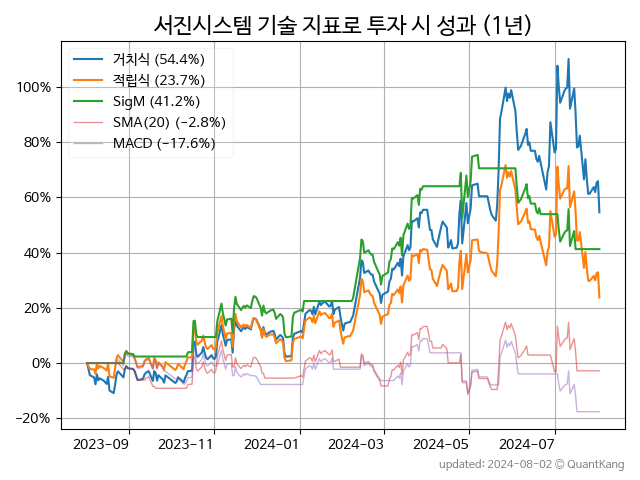 서진시스템 기술 지표로 투자 시 성과 (1년)
거치식 (54.4%)
적립식 (23.7%)
SigM (41.2%)
SMA(20) (−2.8%)
MACD (−17.6%)
100%
80%
60%
40%
20%
0%
−20%
2023-09
2023-11
2024-01
2024-03
2024-05
2024-07
updated: 2024-08-02 © QuantKang